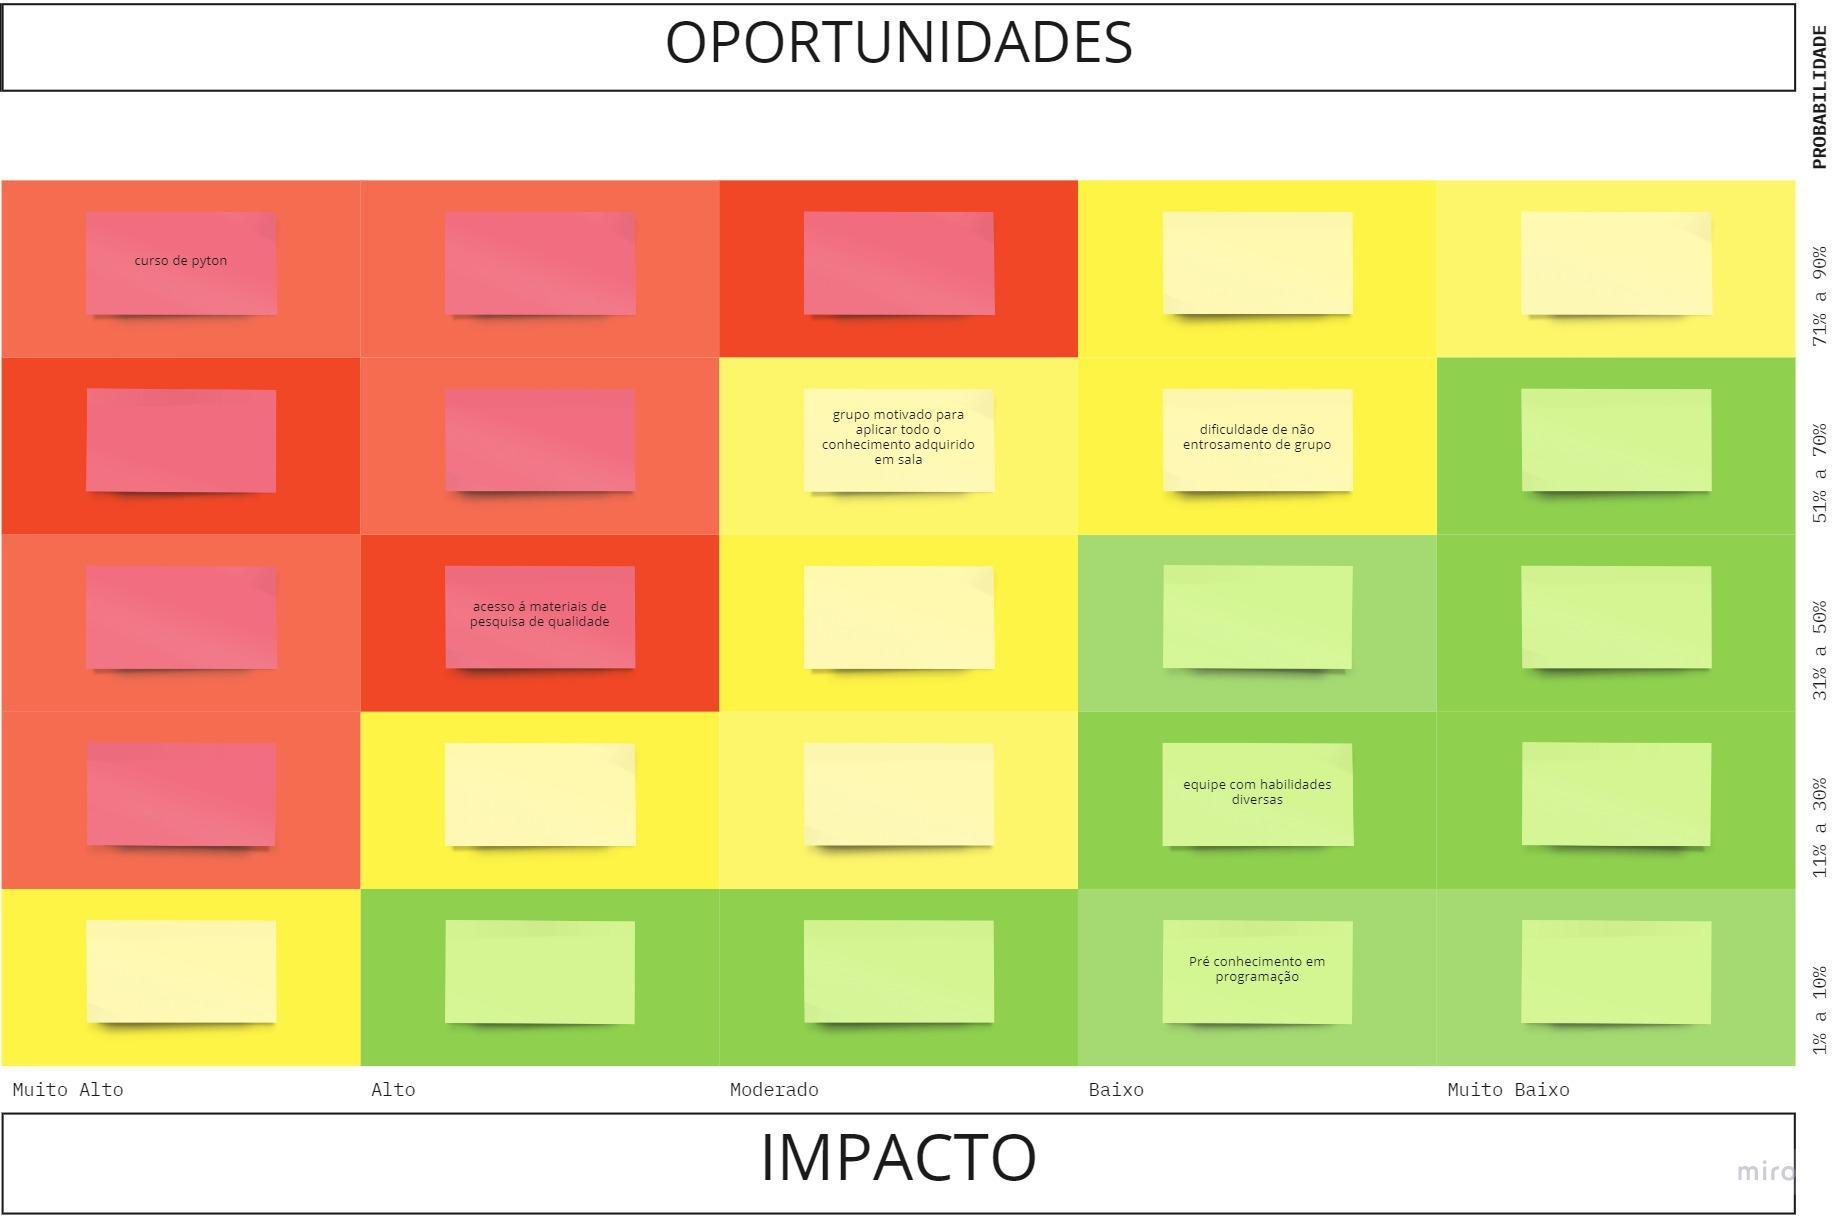 OPORTUNIDADES
PROBABILIDADE
curso de pyton
71% a 90%
grupo motivado para
aplicar todo o
conhecimento adquirido
em sala
dificuldade de não
entrosamento de grupo
51% a 70%
acesso á materiais de
pesquisa de qualidade
31% a 50%
equipe com habilidades
diversas
11% a 30%
Pré conhecimento em
programação
1% a 10%
Muito Alto
Alto
Moderado
Baixo
Muito Baixo
IMPACTO
miro